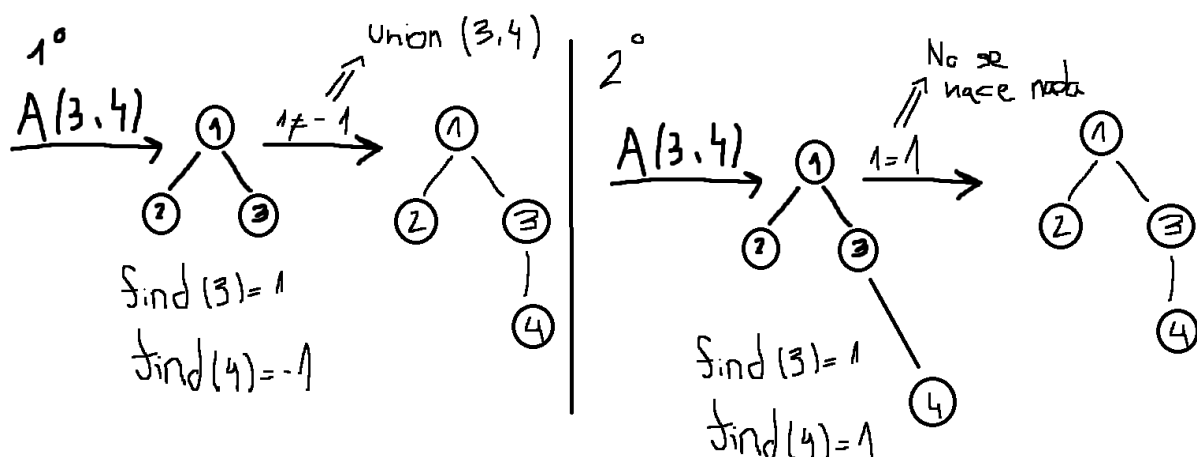 1°
Union (3,4)
A(3,4)
1≠-1
1
2
3
1
2
3
4
find(3)=1
find(4)=-1
2°
No se
hace nada
A(3,4)
1=1
1
2
3
4
1
2
3
4
find(3)=1
find(4)=1